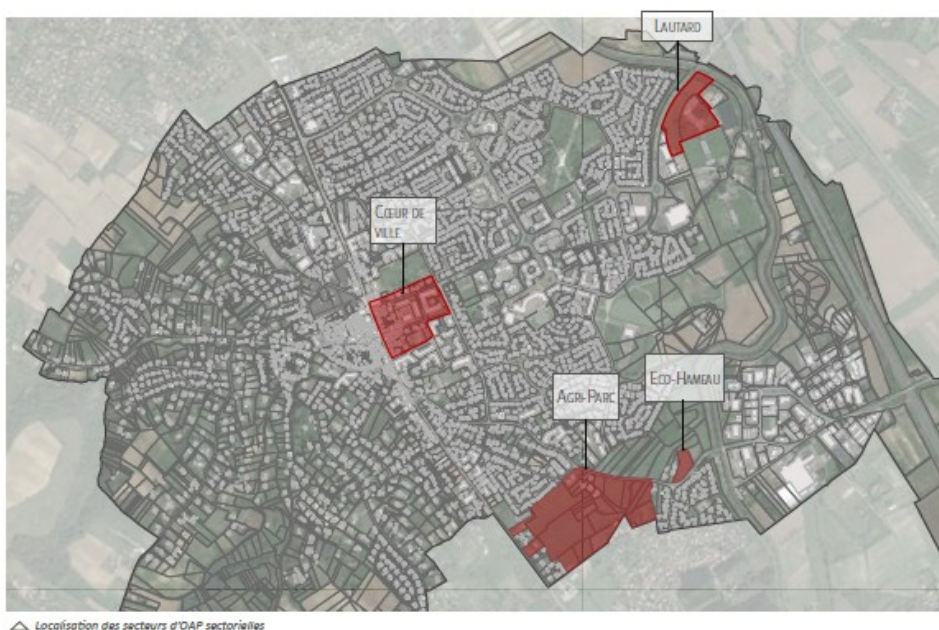 LAUTARD
CŒUR DE
VILLE
ECO-HAMEAU
AGRI-PARC
Localisation des secteurs d'OAP sectorielles